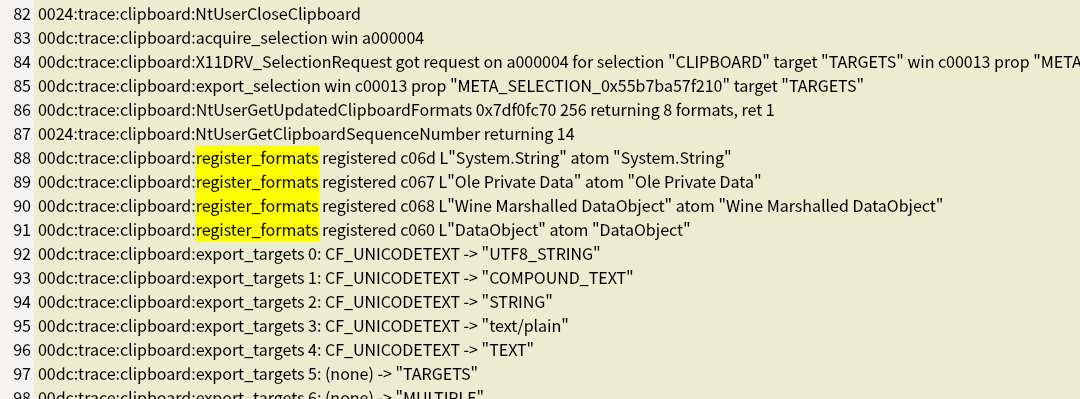 82 0024:trace:clipboard:NtUserCloseClipboard
83 00dc:trace:clipboard:acquire_selection win a000004
84 00dc:trace:clipboard:X11DRV_SelectionRequest got request on a000004 for selection "CLIPBOARD" target "TARGETS" win c00013 prop "META
85 00dc:trace:clipboard:export_selection win c00013 prop "META_SELECTION_0x55b7ba57f210" target "TARGETS"
86 00dc:trace:clipboard:NtUserGetUpdatedClipboardFormats 0x7df0fc70 256 returning 8 formats, ret 1
87 0024:trace:clipboard:NtUserGetClipboardSequenceNumber returning 14
88 00dc:trace:clipboard:register_formats registered c06d L"System.String" atom "System.String"
89 00dc:trace:clipboard:register_formats registered c067 L"Ole Private Data" atom "Ole Private Data"
90 00dc:trace:clipboard:register_formats registered c068 L"Wine Marshalled DataObject" atom "Wine Marshalled DataObject"
91 00dc:trace:clipboard:register_formats registered c060 L"DataObject" atom "DataObject"
92 00dc:trace:clipboard:export_targets 0: CF_UNICODETEXT -> "UTF8_STRING"
93 00dc:trace:clipboard:export_targets 1: CF_UNICODETEXT -> "COMPOUND_TEXT"
94 00dc:trace:clipboard:export_targets 2: CF_UNICODETEXT -> "STRING"
95 00dc:trace:clipboard:export_targets 3: CF_UNICODETEXT -> "text/plain"
96 00dc:trace:clipboard:export_targets 4: CF_UNICODETEXT -> "TEXT"
97 00dc:trace:clipboard:export_targets 5: (none) -> "TARGETS"
98 00dc:trace:clipboard:export_targets 6: (none) -> "MULTIPLE"